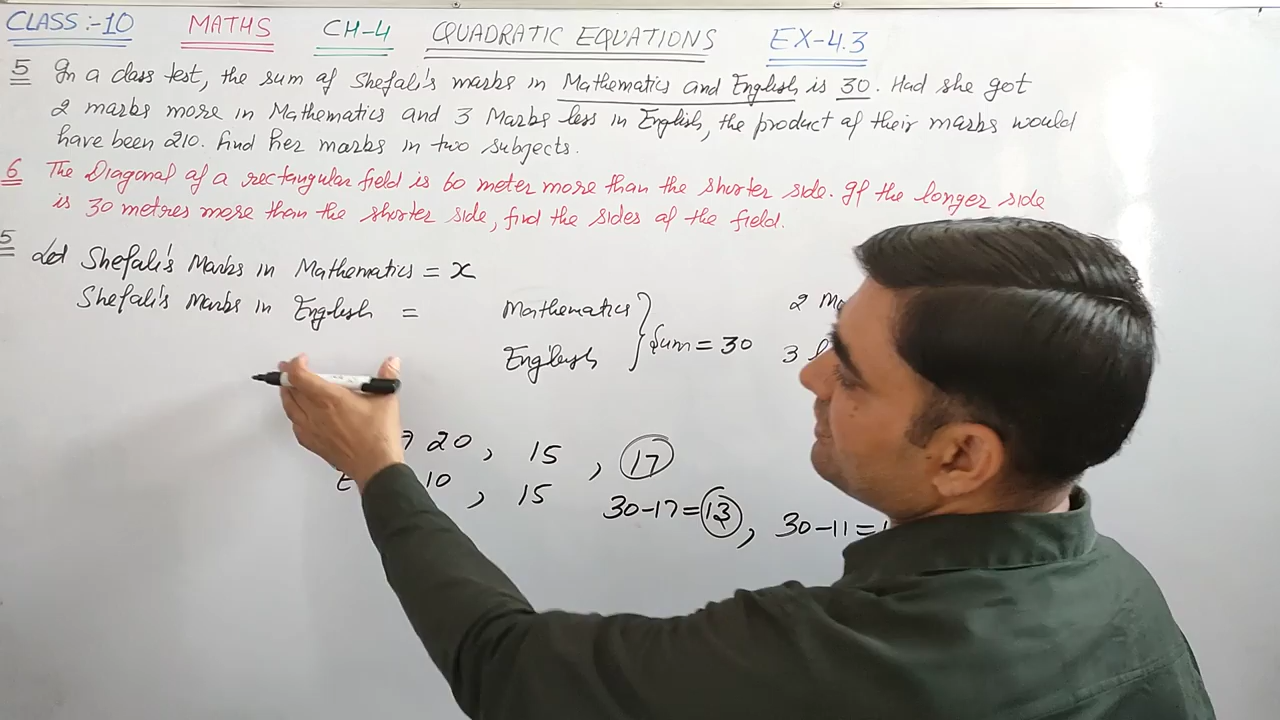 CLASS:-10 MATHS CH-4 QUADRATIC EQUATIONS EX-4.3
5 In a class test, the sum of Shefali's marks in Mathematics and English is 30. Had she got
2 marks more in Mathematics and 3 Marks less in English, the product of their marks would
have been 210. find her marks in two subjects.
6 The Diagonal of a rectangular field is 60 meter more than the shorter side. If the longer side
is 30 metres more than the shorter side, find the sides of the field.
5 Let Shefali's Marks in Mathematics = x
Shefali's Marks in English =
Mathematics
English
} Sum = 30
2
3
20, 15, 17
E 10, 15 30-17=13, 30-11=